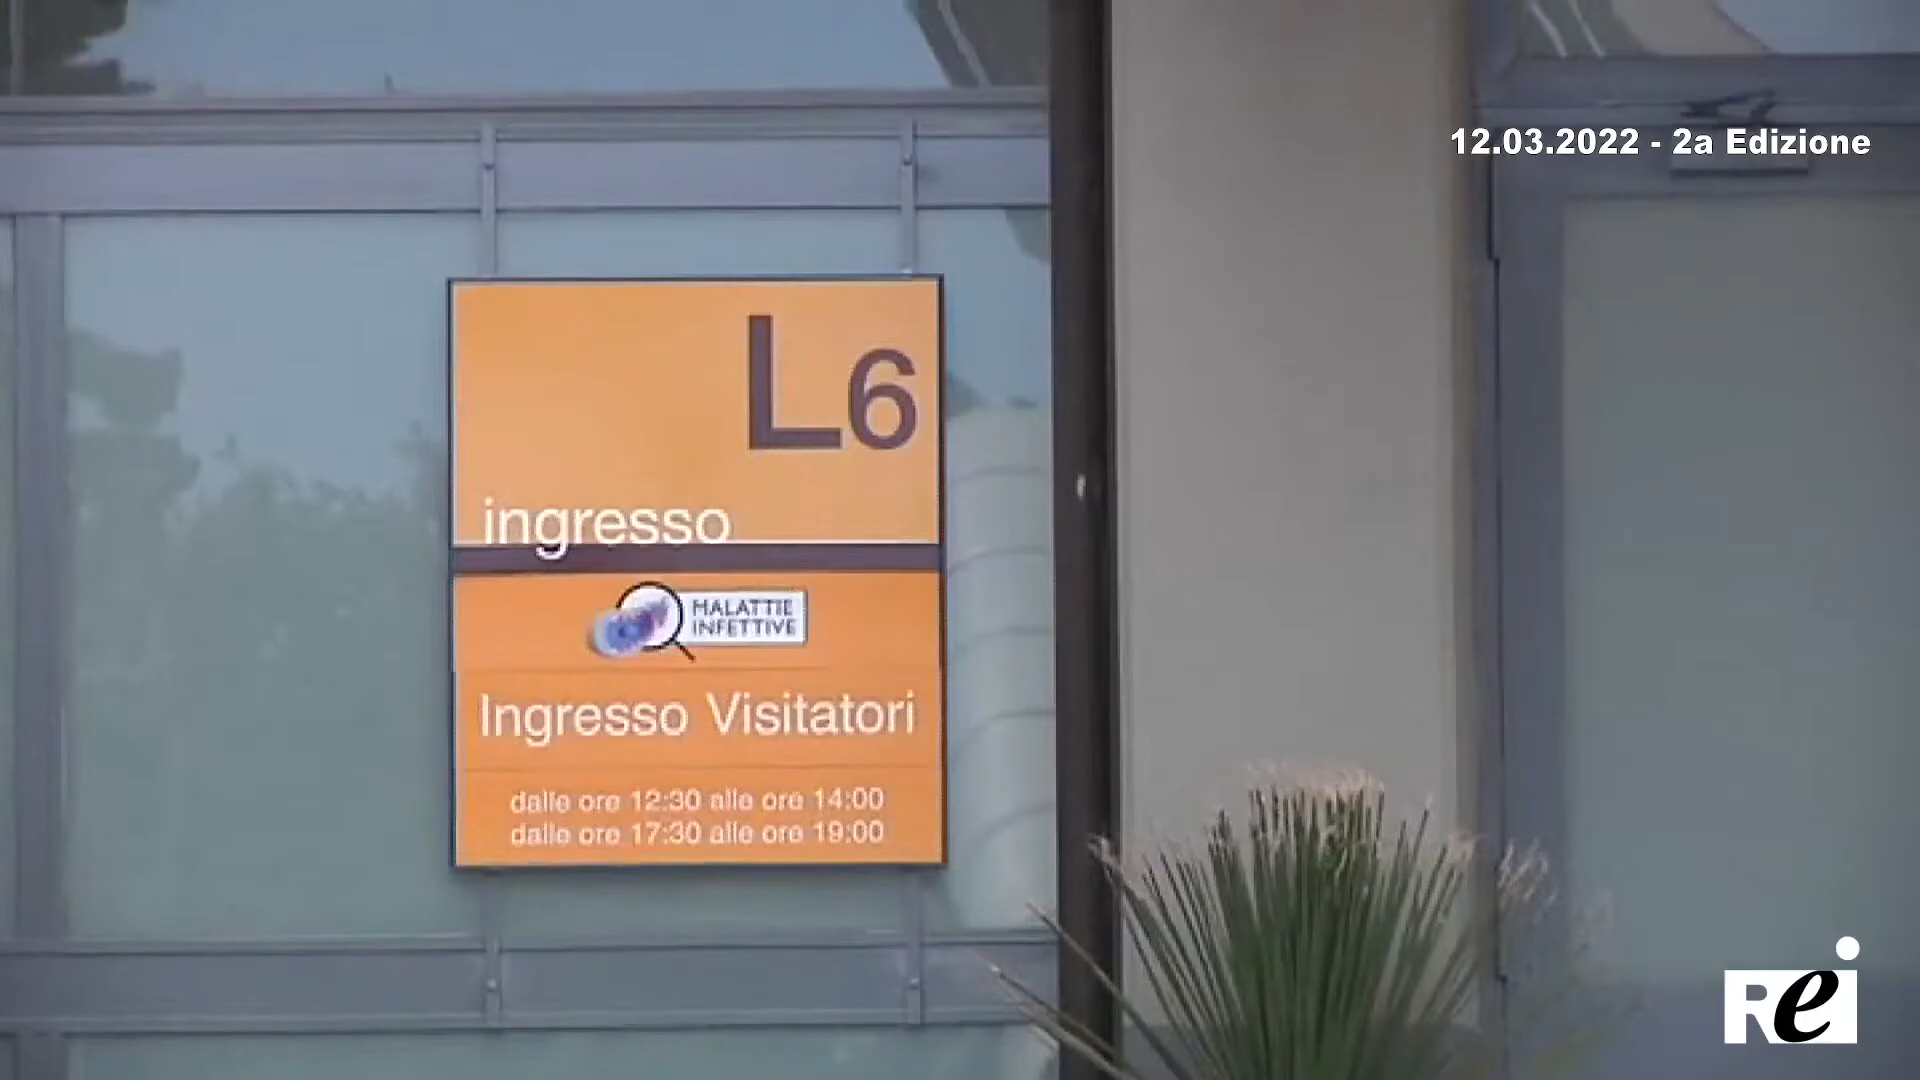 12.03.2022 - 2a Edizione
L6
ingresso
MALATTIE
INFETTIVE
Ingresso Visitatori
dalle ore 12:30 alle ore 14:00
dalle ore 17:30 alle ore 19:00
Rei